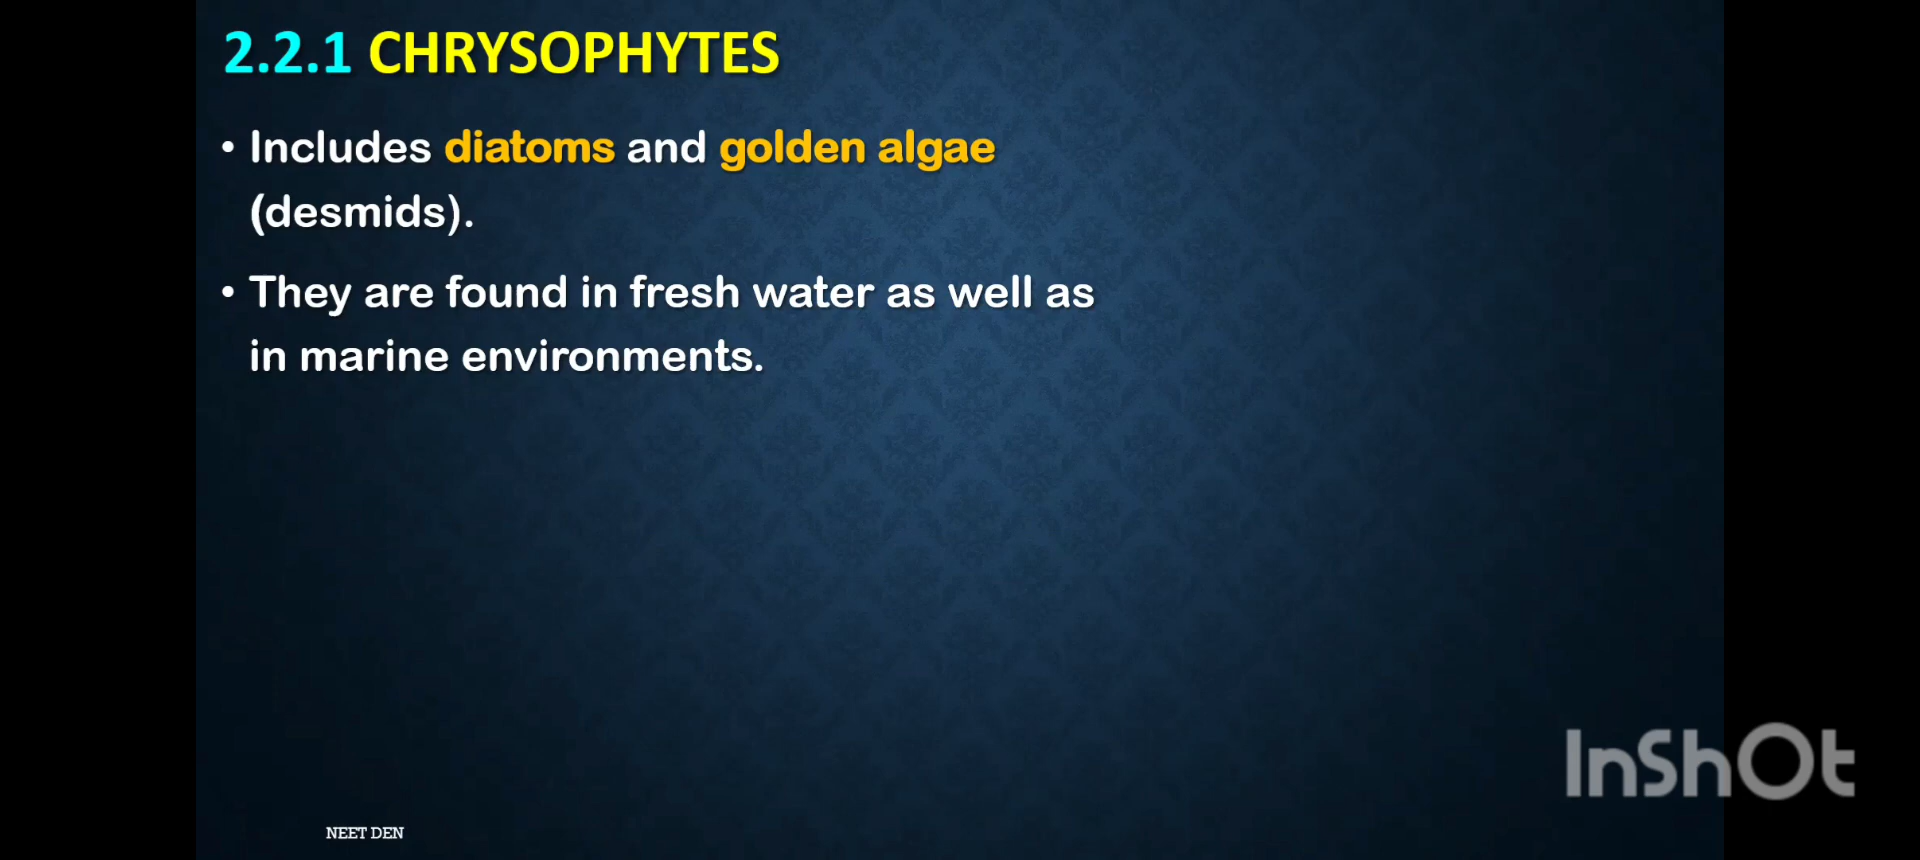 2.2.1 CHRYSOPHYTES
• Includes diatoms and golden algae
(desmids).
• They are found in fresh water as well as
in marine environments.
InShOt
NEET DEN